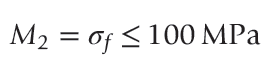 M₂ = σf ≤ 100 MPa